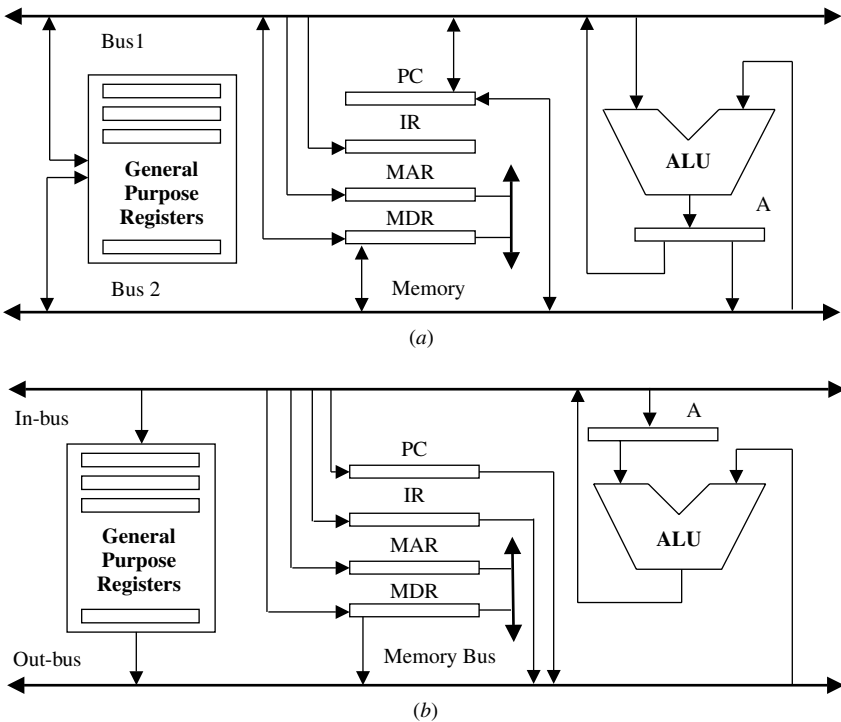 Bus1
PC
IR
MAR
MDR
General
Purpose
Registers
ALU
A
Bus 2
Memory
(a)
In-bus
A
PC
IR
MAR
MDR
General
Purpose
Registers
ALU
Out-bus
Memory Bus
(b)